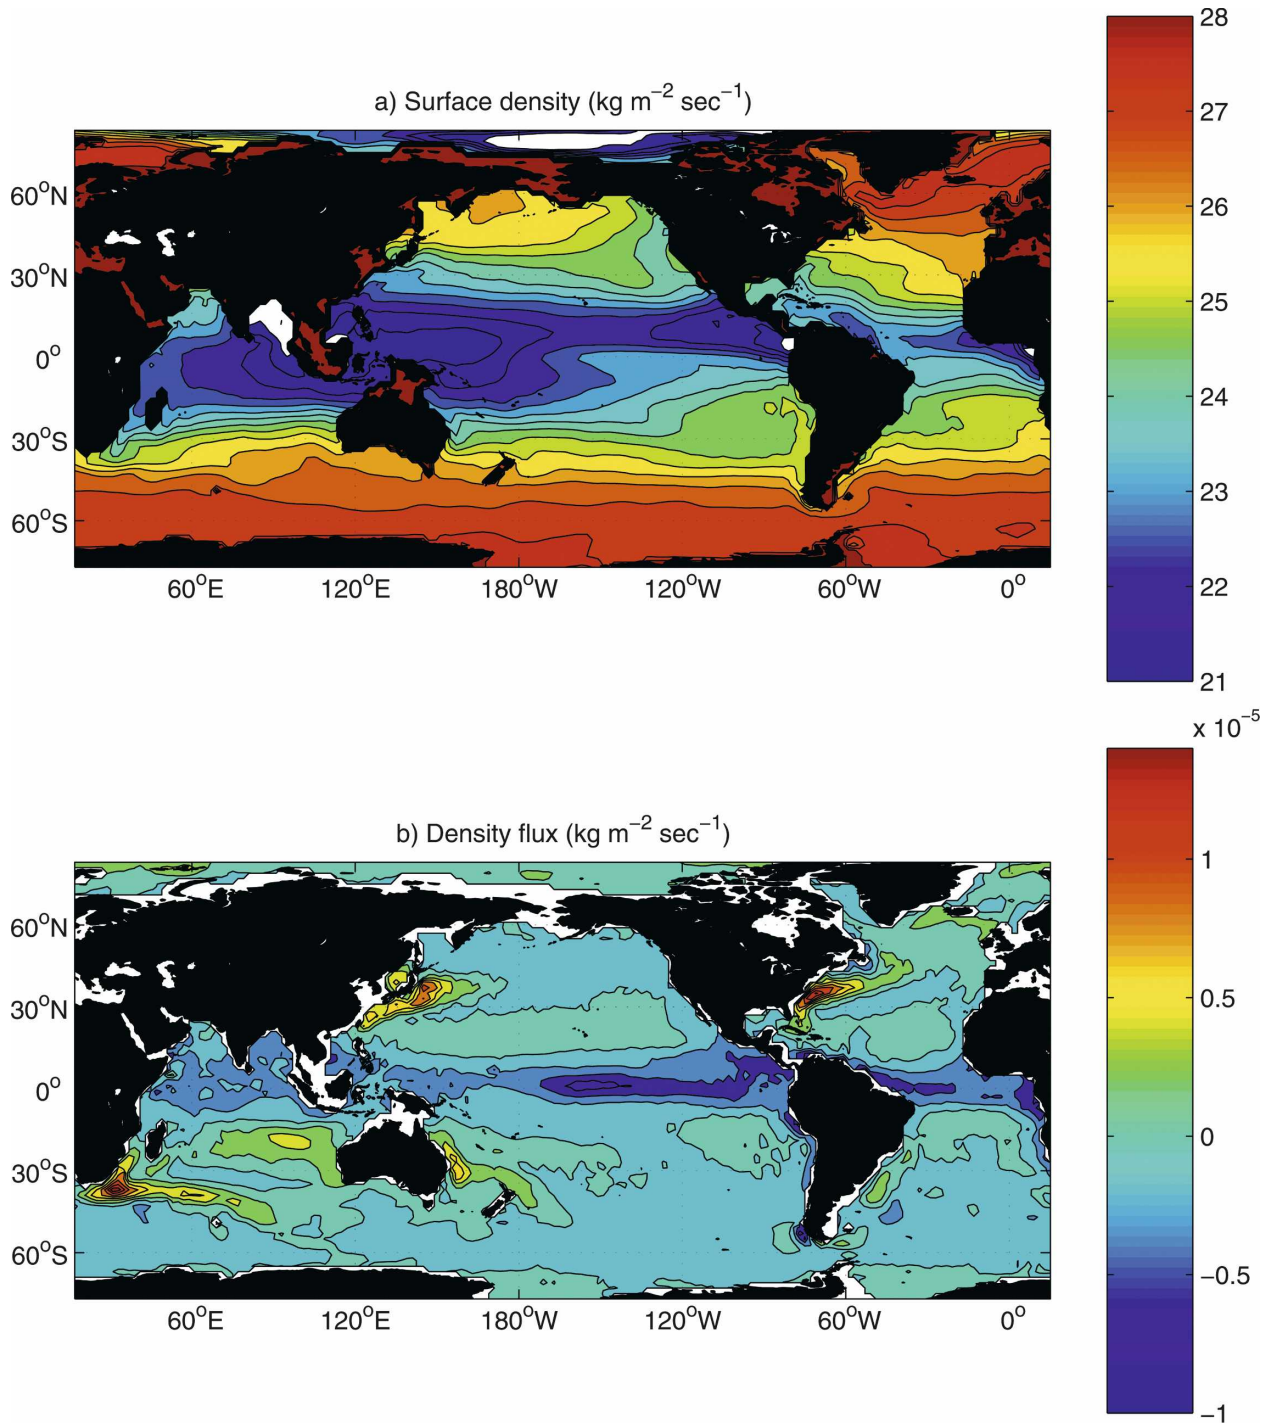 a) Surface density (kg m⁻² sec⁻¹)
28
27
26
25
24
23
22
21
60°N
30°N
0°
30°S
60°S
60°E 120°E 180°W 120°W 60°W 0°
x 10⁻⁵
b) Density flux (kg m⁻² sec⁻¹)
1
0.5
0
−0.5
−1
60°N
30°N
0°
30°S
60°S
60°E 120°E 180°W 120°W 60°W 0°